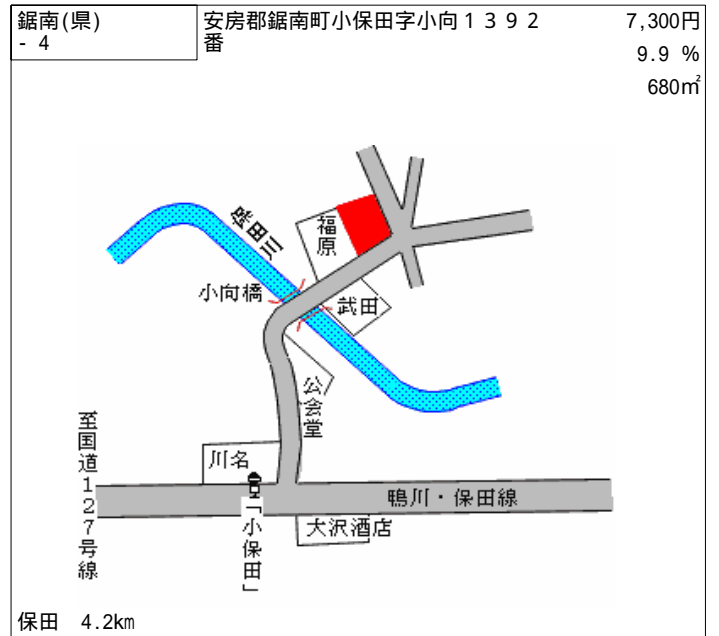 鋸南(県)
- 4
安房郡鋸南町小保田字小向１３９２
番
7,300円
9.9 %
680㎡
保田川
福原
小向橋
武田
公会堂
川名
至国道127号線
鴨川・保田線
「小保田」
大沢酒店
保田 4.2km